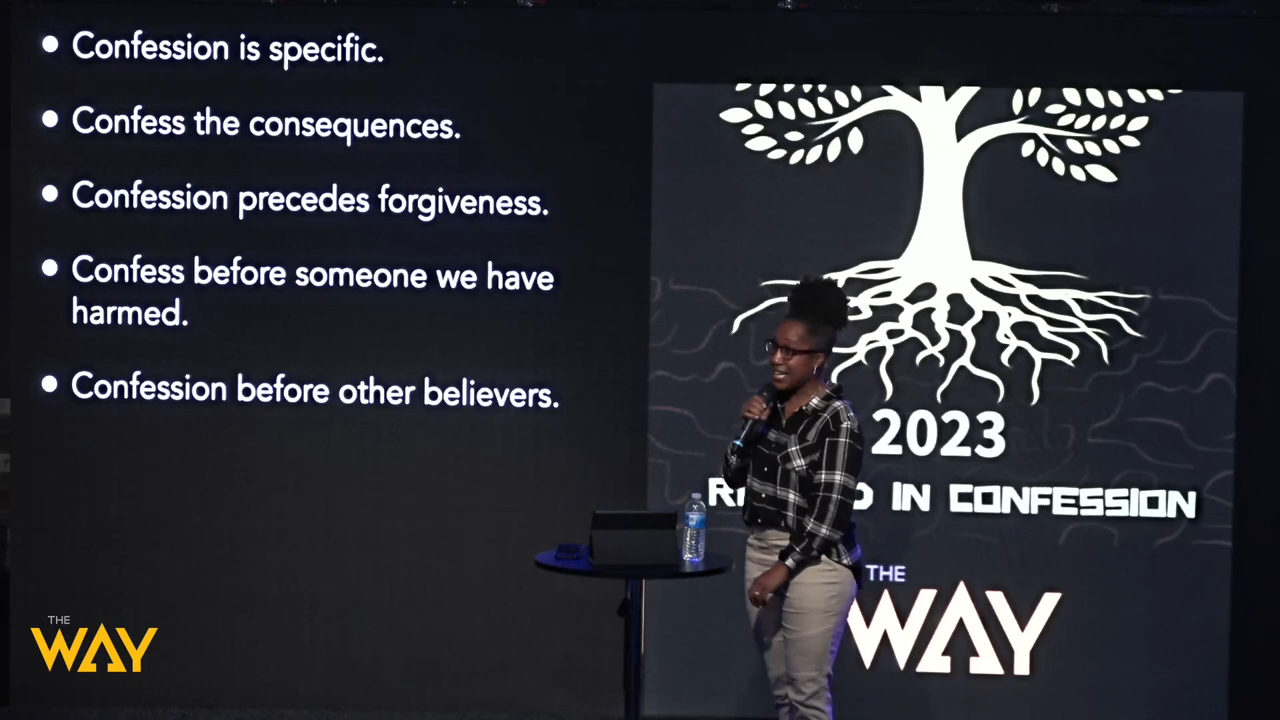 • Confession is specific.
• Confess the consequences.
• Confession precedes forgiveness.
• Confess before someone we have
harmed.
• Confession before other believers.
2023
IN CONFESSION
THE
WAY
THE
WAY